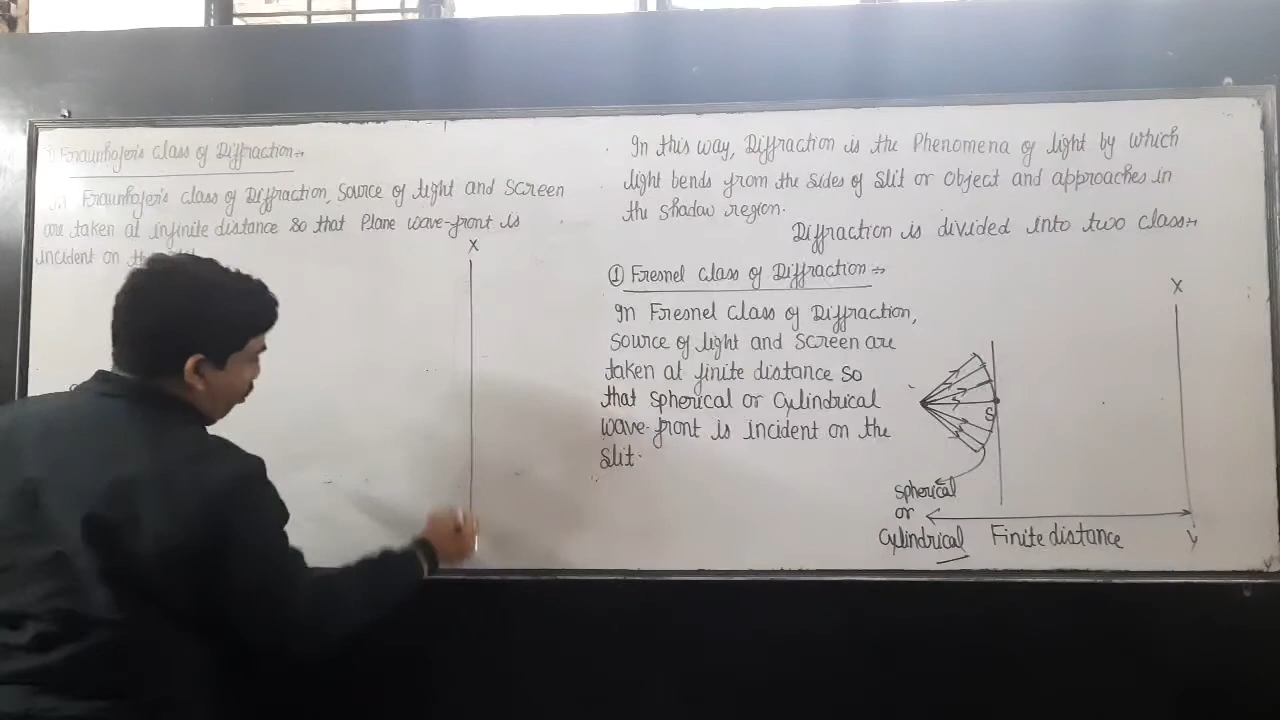 Fraunhofer's Class of Diffraction:→
In Fraunhofer's class of Diffraction, Source of light and Screen
are taken at infinite distance so that Plane wave-front is
incident on the
X
In this way, Diffraction is the Phenomena of light by which
light bends from the sides of slit or object and approaches in
the shadow region.
Diffraction is divided into two class:→
① Fresnel Class of Diffraction:→
In Fresnel Class of Diffraction,
Source of light and Screen are
taken at finite distance so
that spherical or cylindrical
wave-front is incident on the
slit.
X
S
spherical
or
cylindrical
Finite distance
Y